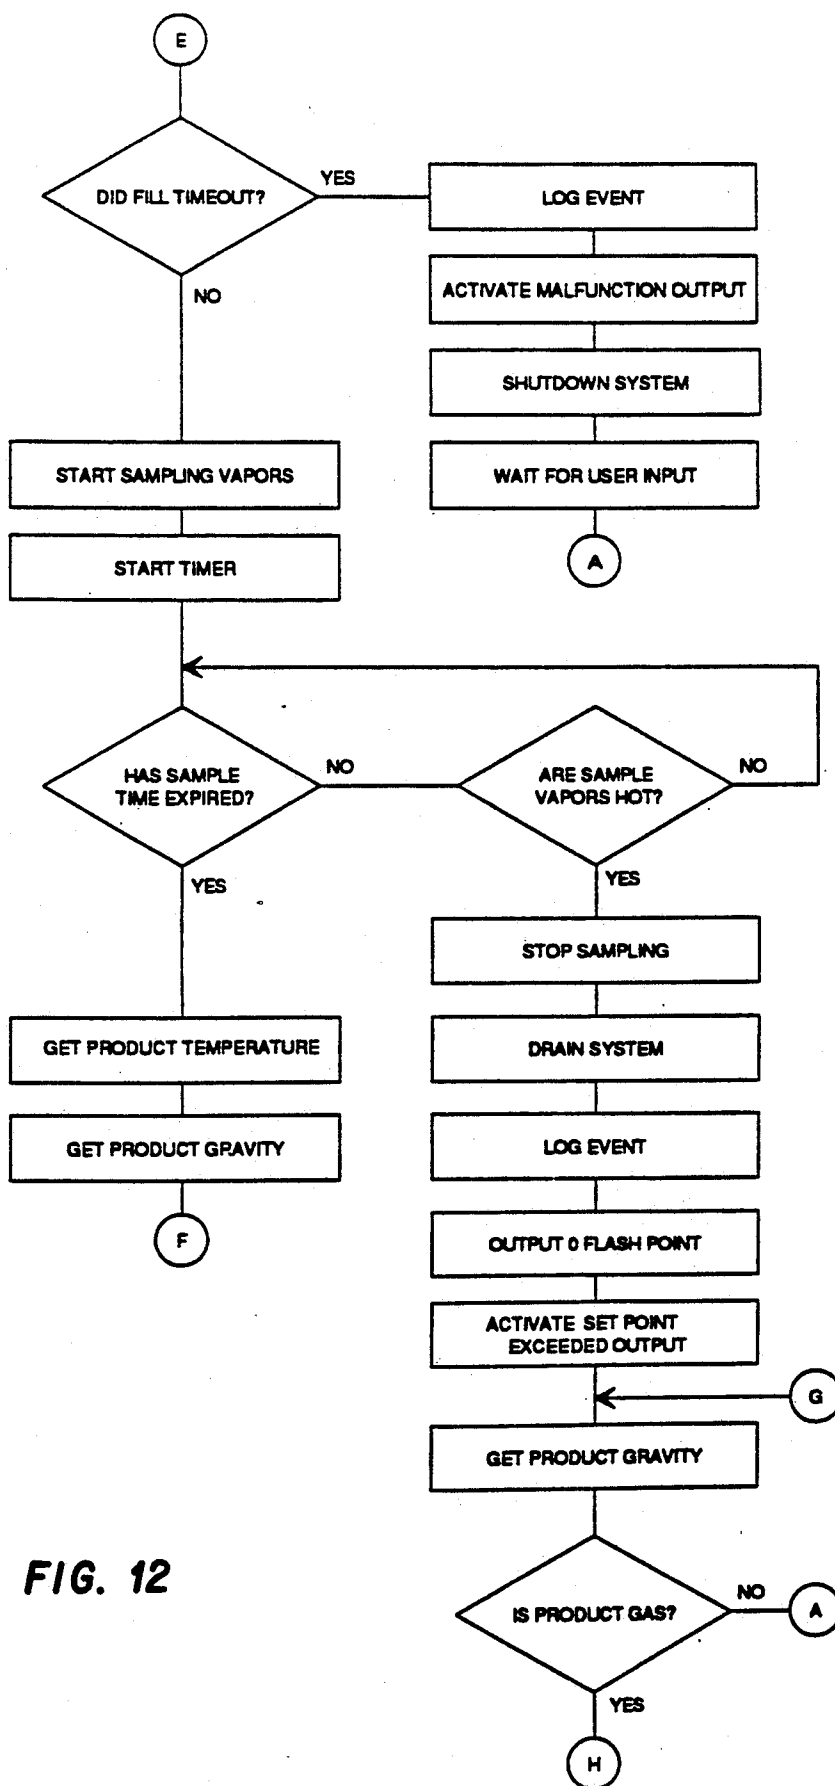 E
DID FILL TIMEOUT?
YES
NO
LOG EVENT
ACTIVATE MALFUNCTION OUTPUT
SHUTDOWN SYSTEM
WAIT FOR USER INPUT
A
START SAMPLING VAPORS
START TIMER
HAS SAMPLE
TIME EXPIRED?
NO
YES
ARE SAMPLE
VAPORS HOT?
NO
YES
GET PRODUCT TEMPERATURE
GET PRODUCT GRAVITY
F
STOP SAMPLING
DRAIN SYSTEM
LOG EVENT
OUTPUT 0 FLASH POINT
ACTIVATE SET POINT
EXCEEDED OUTPUT
G
GET PRODUCT GRAVITY
IS PRODUCT GAS?
NO
A
YES
H
FIG. 12